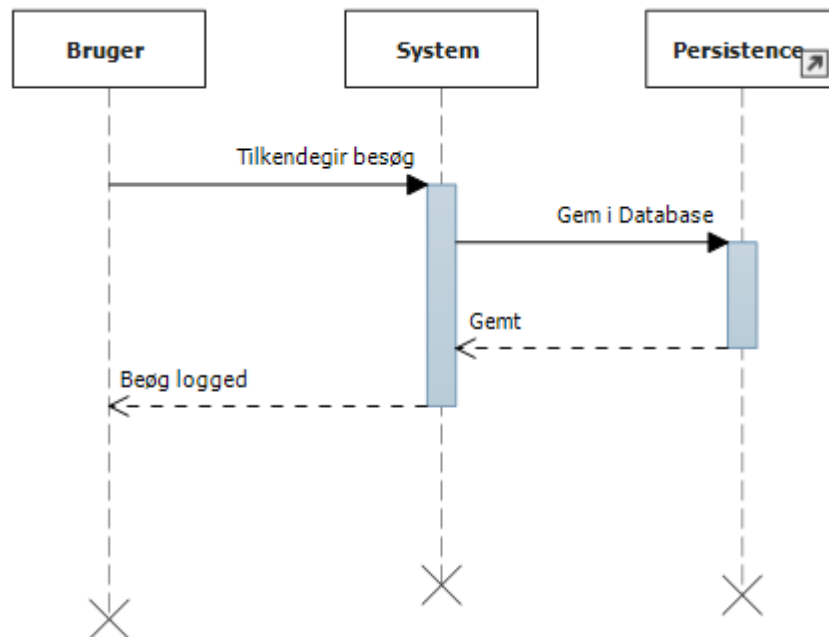 Bruger
System
Persistence
Tilkendegir besøg
Gem i Database
Gemt
Beøg logged